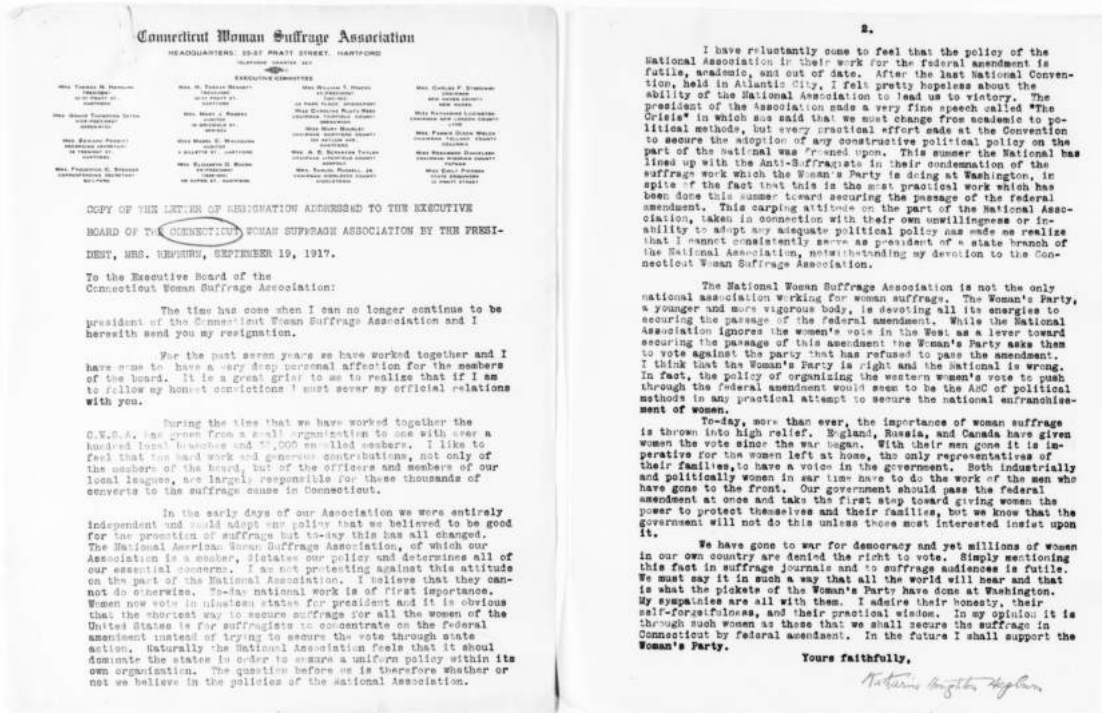 Connecticut Woman Suffrage Association
HEADQUARTERS: 55-57 PRATT STREET, HARTFORD
EXECUTIVE COMMITTEE
COPY OF THE LETTER OF RESIGNATION ADDRESSED TO THE EXECUTIVE
BOARD OF THE CONNECTICUT WOMAN SUFFRAGE ASSOCIATION BY THE PRESI-
DENT, MRS. HEPBURN, SEPTEMBER 19, 1917.
To the Executive Board of the
Connecticut Woman Suffrage Association:
The time has come when I can no longer continue to be
president of the Connecticut Woman Suffrage Association and I
herewith send you my resignation.
For the past seven years we have worked together and I
have come to have a very deep personal affection for the members
of the board. It is a great grief to me to realize that if I am
to follow my honest convictions I must sever my official relations
with you.
During the time that we have worked together the
C.W.S.A. has grown from a small organization to one with over a
hundred local branches and enrolled members. I like to
feel that the hard work and generous contributions, not only of
the members of the board, but of the officers and members of our
local leagues, are largely responsible for these thousands of
converts to the suffrage cause in Connecticut.
In the early days of our Association we were entirely
independent and could adopt any policy that we believed to be good
for the promotion of suffrage but to-day this has all changed.
The National American Woman Suffrage Association, of which our
Association is a member, dictates our policy and determines all of
our essential concerns. I am not protesting against this attitude
on the part of the National Association. I believe that they can-
not do otherwise. To-day national work is of first importance.
Women now vote in nineteen states for president and it is obvious
that the shortest way to secure suffrage for all the women of the
United States is for suffragists to concentrate on the federal
amendment instead of trying to secure the vote through state
action. Naturally the National Association feels that it shoul
dominate the states in order to ensure a uniform policy within its
own organization. The question before us is therefore whether or
not we believe in the policies of the National Association.
2.
I have reluctantly come to feel that the policy of the
National Association in their work for the federal amendment is
futile, academic, and out of date. After the last National Conven-
tion, held in Atlantic City, I felt pretty hopeless about the
ability of the National Association to lead us to victory. The
president of the Association made a very fine speech called "The
Crisis" in which she said that we must change from academic to po-
litical methods, but every practical effort made at the Convention
to secure the adoption of any constructive political policy on the
part of the National was frowned upon. This summer the National has
lined up with the Anti-Suffragists in their condemnation of the
suffrage work which the Woman's Party is doing at Washington, in
spite of the fact that this is the most practical work which has
been done this summer toward securing the passage of the federal
amendment. This carping attitude on the part of the National Asso-
ciation, taken in connection with their own unwillingness or in-
ability to adopt any adequate political policy has made me realize
that I cannot consistently serve as president of a state branch of
the National Association, notwithstanding my devotion to the Con-
necticut Woman Suffrage Association.
The National Woman Suffrage Association is not the only
national association working for woman suffrage. The Woman's Party,
a younger and more vigorous body, is devoting all its energies to
securing the passage of the federal amendment. While the National
Association ignores the women's vote in the West as a lever toward
securing the passage of this amendment the Woman's Party asks them
to vote against the party that has refused to pass the amendment.
I think that the Woman's Party is right and the National is wrong.
In fact, the policy of organizing the western women's vote to push
through the federal amendment would seem to be the ABC of political
methods in any practical attempt to secure the national enfranchise-
ment of women.
To-day, more than ever, the importance of woman suffrage
is thrown into high relief. England, Russia, and Canada have given
women the vote since the war began. With their men gone it is im-
perative for the women left at home, the only representatives of
their families, to have a voice in the government. Both industrially
and politically women in war time have to do the work of the men who
have gone to the front. Our government should pass the federal
amendment at once and take the first step toward giving women the
power to protect themselves and their families, but we know that the
government will not do this unless those most interested insist upon
it.
We have gone to war for democracy and yet millions of women
in our own country are denied the right to vote. Simply mentioning
this fact in suffrage journals and to suffrage audiences is futile.
We must say it in such a way that all the world will hear and that
is what the pickets of the Woman's Party have done at Washington.
My sympathies are all with them. I admire their honesty, their
self-forgetfulness, and their practical wisdom. In my opinion it is
through such women as these that we shall secure the suffrage in
Connecticut by federal amendment. In the future I shall support the
Woman's Party.
Yours faithfully,
Katharine Houghton Hepburn